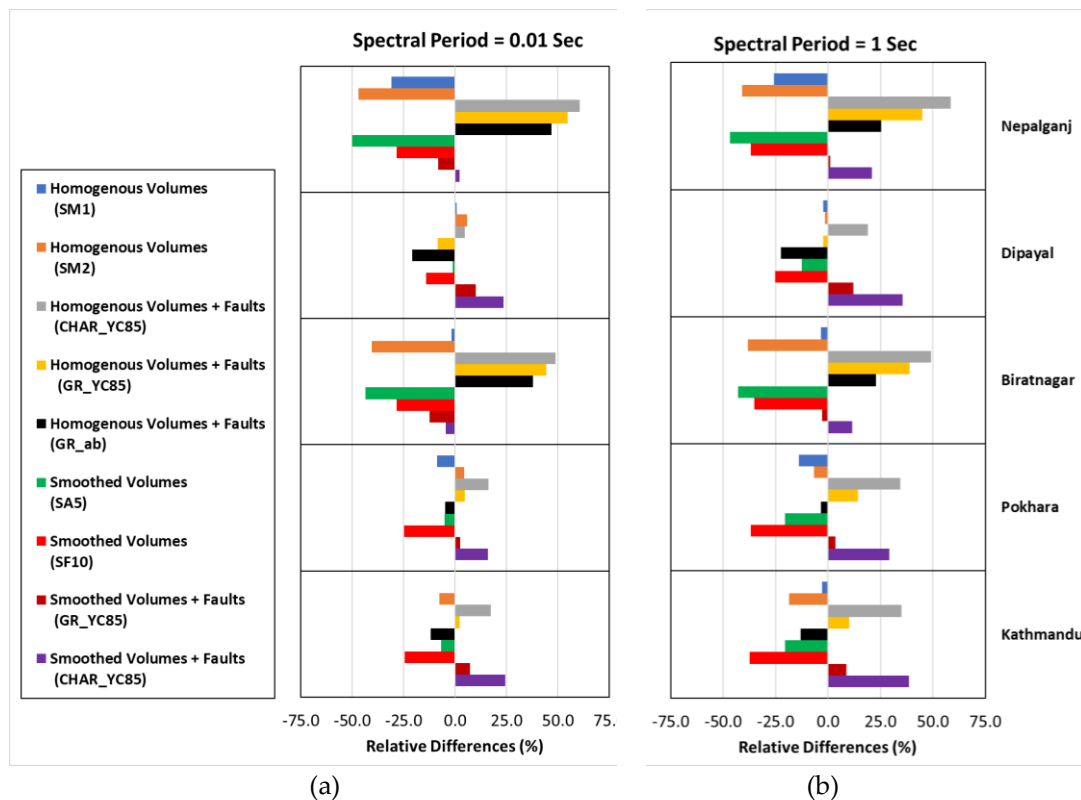 Spectral Period = 0.01 Sec
Homogenous Volumes
(SM1)
Homogenous Volumes
(SM2)
Homogenous Volumes + Faults
(CHAR_YC85)
Homogenous Volumes + Faults
(GR_YC85)
Homogenous Volumes + Faults
(GR_ab)
Smoothed Volumes
(SA5)
Smoothed Volumes
(SF10)
Smoothed Volumes + Faults
(GR_YC85)
Smoothed Volumes + Faults
(CHAR_YC85)
-75.0 -50.0 -25.0 0.0 25.0 50.0 75.
Relative Differences (%)
(a)
Spectral Period = 1 Sec
Nepalganj
Dipayal
Biratnagar
Pokhara
Kathmandu
-75.0 -50.0 -25.0 0.0 25.0 50.0 75.0
Relative Differences (%)
(b)